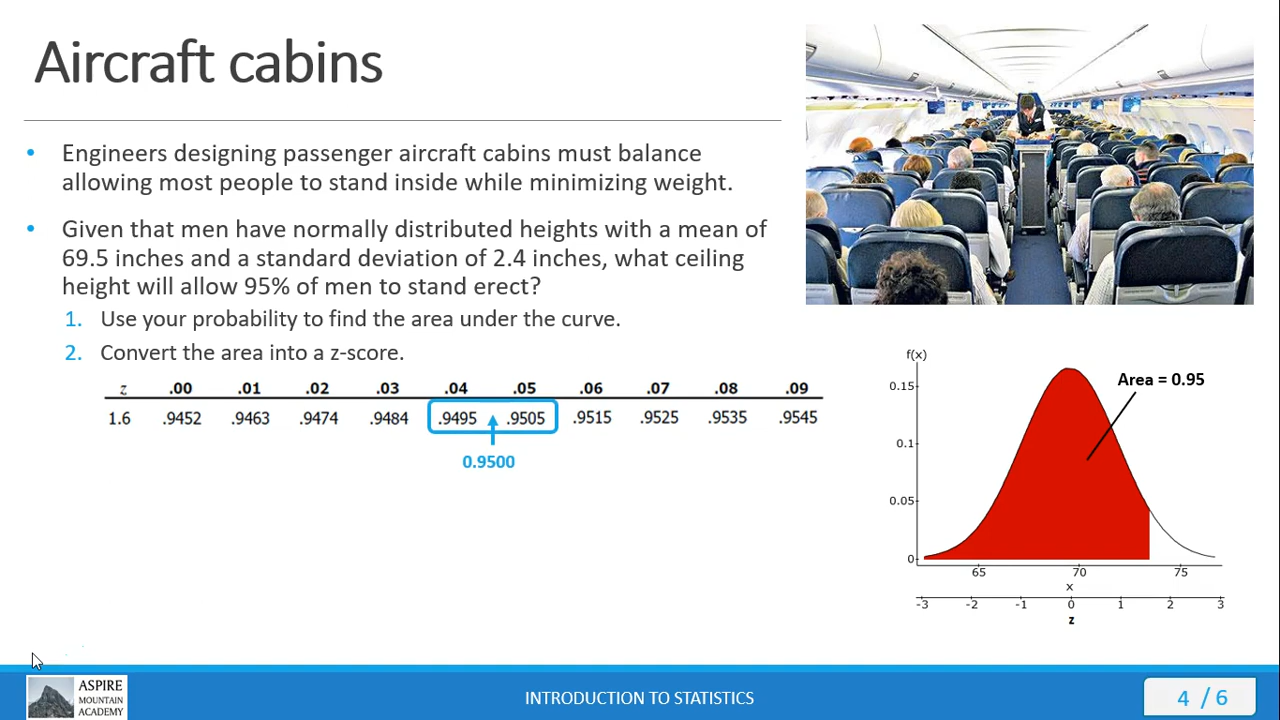 Aircraft cabins
• Engineers designing passenger aircraft cabins must balance
allowing most people to stand inside while minimizing weight.
• Given that men have normally distributed heights with a mean of
69.5 inches and a standard deviation of 2.4 inches, what ceiling
height will allow 95% of men to stand erect?
1. Use your probability to find the area under the curve.
2. Convert the area into a z-score.
z .00 .01 .02 .03 .04 .05 .06 .07 .08 .09
1.6 .9452 .9463 .9474 .9484 .9495 .9505 .9515 .9525 .9535 .9545
0.9500
f(x)
Area = 0.95
0.15
0.1
0.05
0
65 70 75
x
-3 -2 -1 0 1 2 3
z
ASPIRE
MOUNTAIN
ACADEMY
INTRODUCTION TO STATISTICS
4 / 6